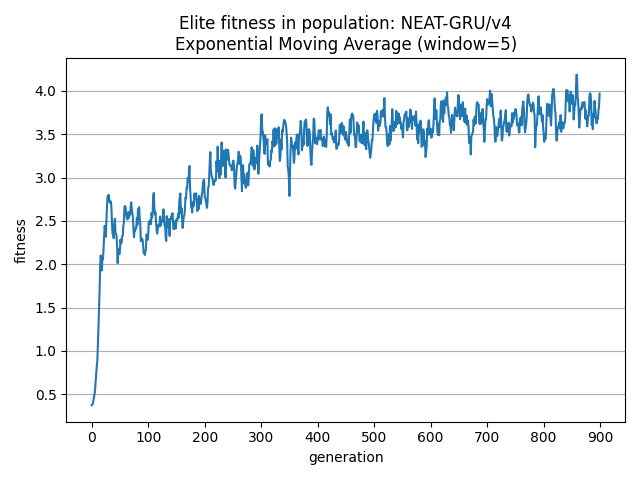 Elite fitness in population: NEAT-GRU/v4
Exponential Moving Average (window=5)
fitness
4.0
3.5
3.0
2.5
2.0
1.5
1.0
0.5
0 100 200 300 400 500 600 700 800 900
generation